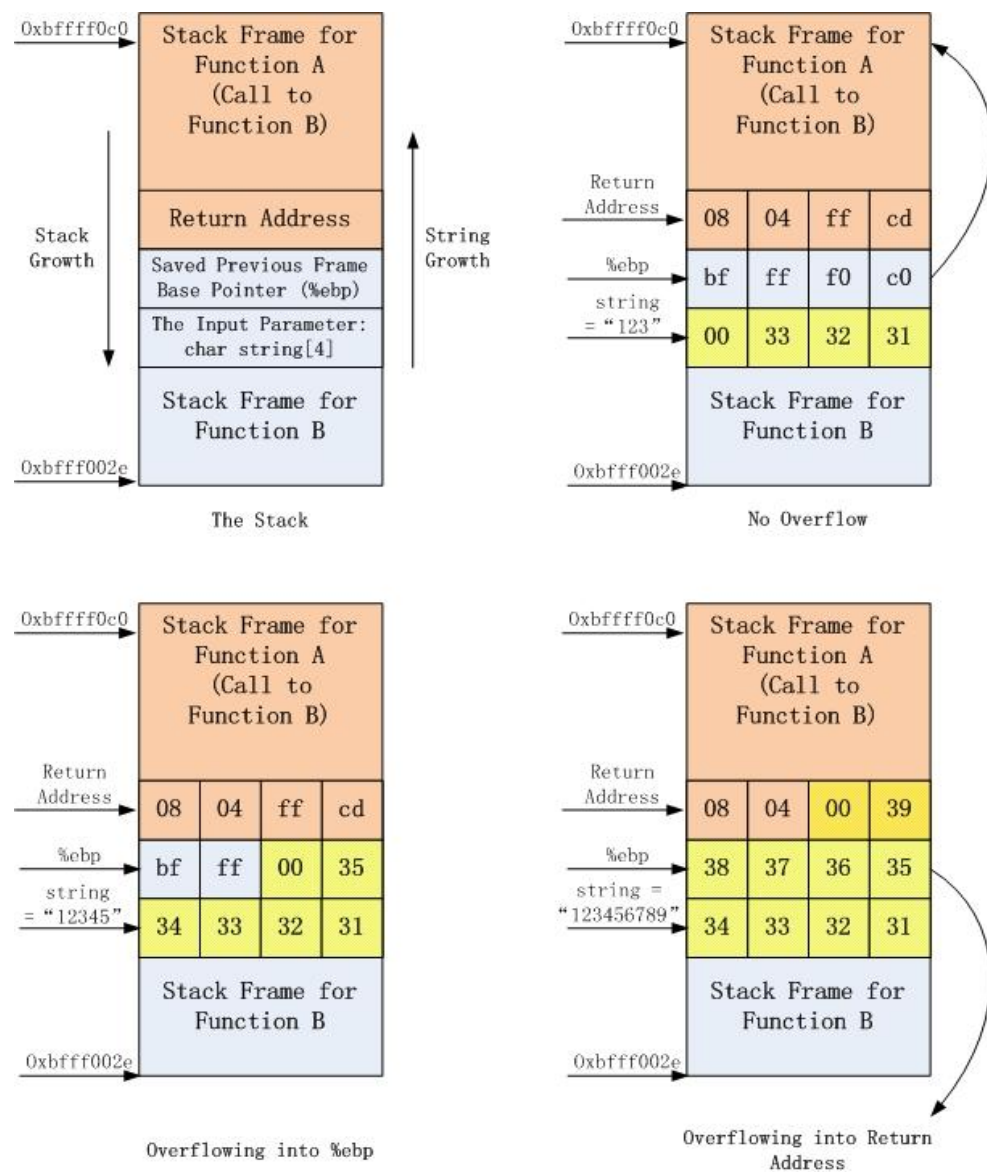 0xbffff0c0
Stack Frame for
Function A
(Call to
Function B)
Return Address
Stack
Growth
String
Growth
Saved Previous Frame
Base Pointer (%ebp)
The Input Parameter:
char string[4]
Stack Frame for
Function B
0xbfff002e
The Stack
0xbffff0c0
Stack Frame for
Function A
(Call to
Function B)
Return
Address
08 04 ff cd
%ebp
bf ff f0 c0
string
= “123”
00 33 32 31
Stack Frame for
Function B
0xbfff002e
No Overflow
0xbffff0c0
Stack Frame for
Function A
(Call to
Function B)
Return
Address
08 04 ff cd
%ebp
bf ff 00 35
string
= “12345”
34 33 32 31
Stack Frame for
Function B
0xbfff002e
Overflowing into %ebp
0xbffff0c0
Stack Frame for
Function A
(Call to
Function B)
Return
Address
08 04 00 39
%ebp
38 37 36 35
string =
“123456789”
34 33 32 31
Stack Frame for
Function B
0xbfff002e
Overflowing into Return
Address